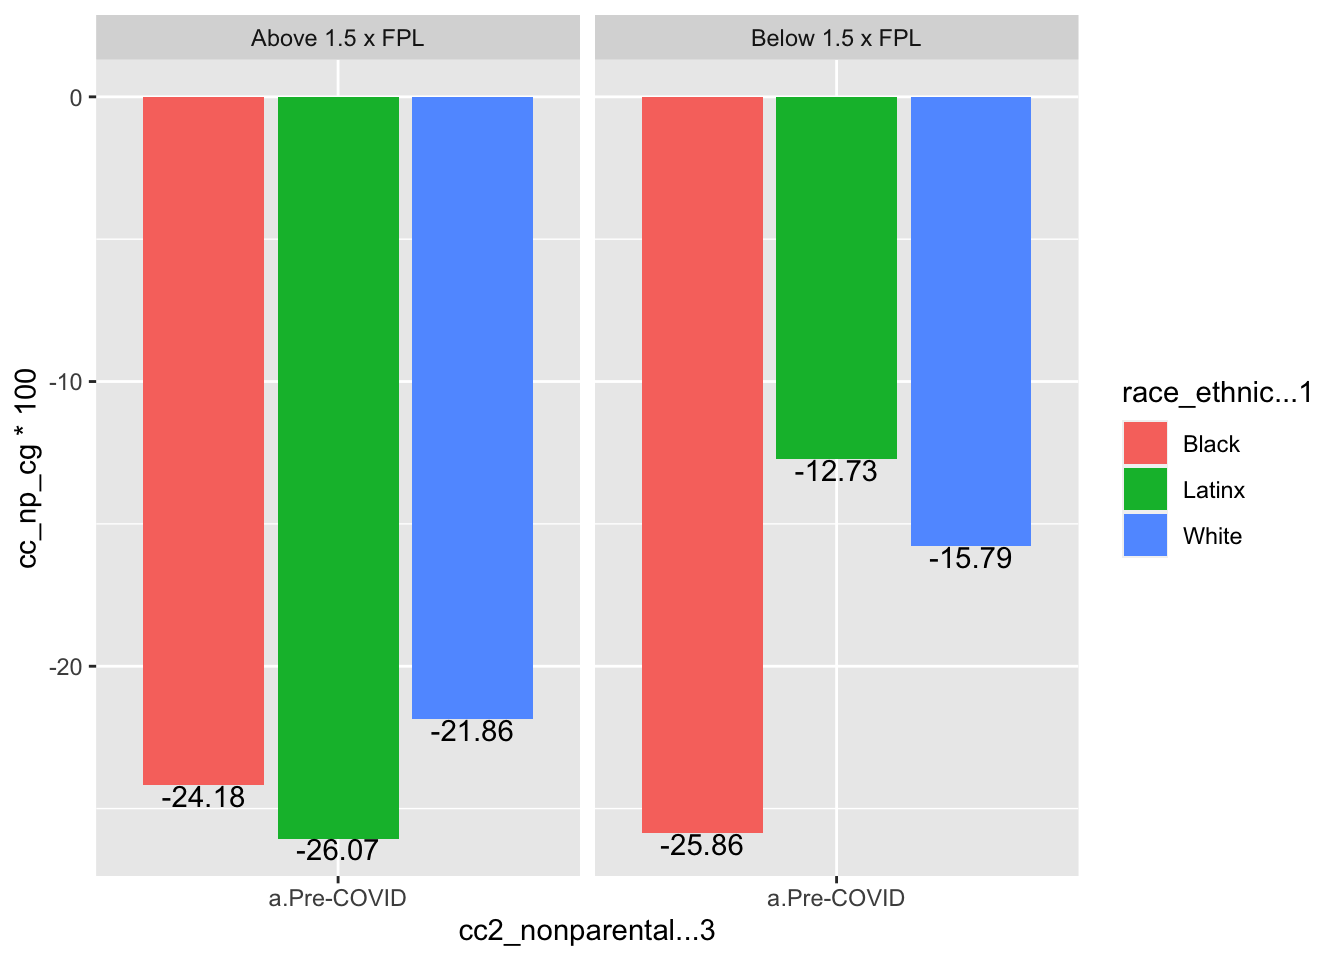 Above 1.5 x FPL
Below 1.5 x FPL
0
-10
-20
cc_np_cg * 100
-24.18
-26.07
-21.86
-25.86
-12.73
-15.79
a.Pre-COVID
a.Pre-COVID
cc2_nonparental...3
race_ethnic...1
Black
Latinx
White